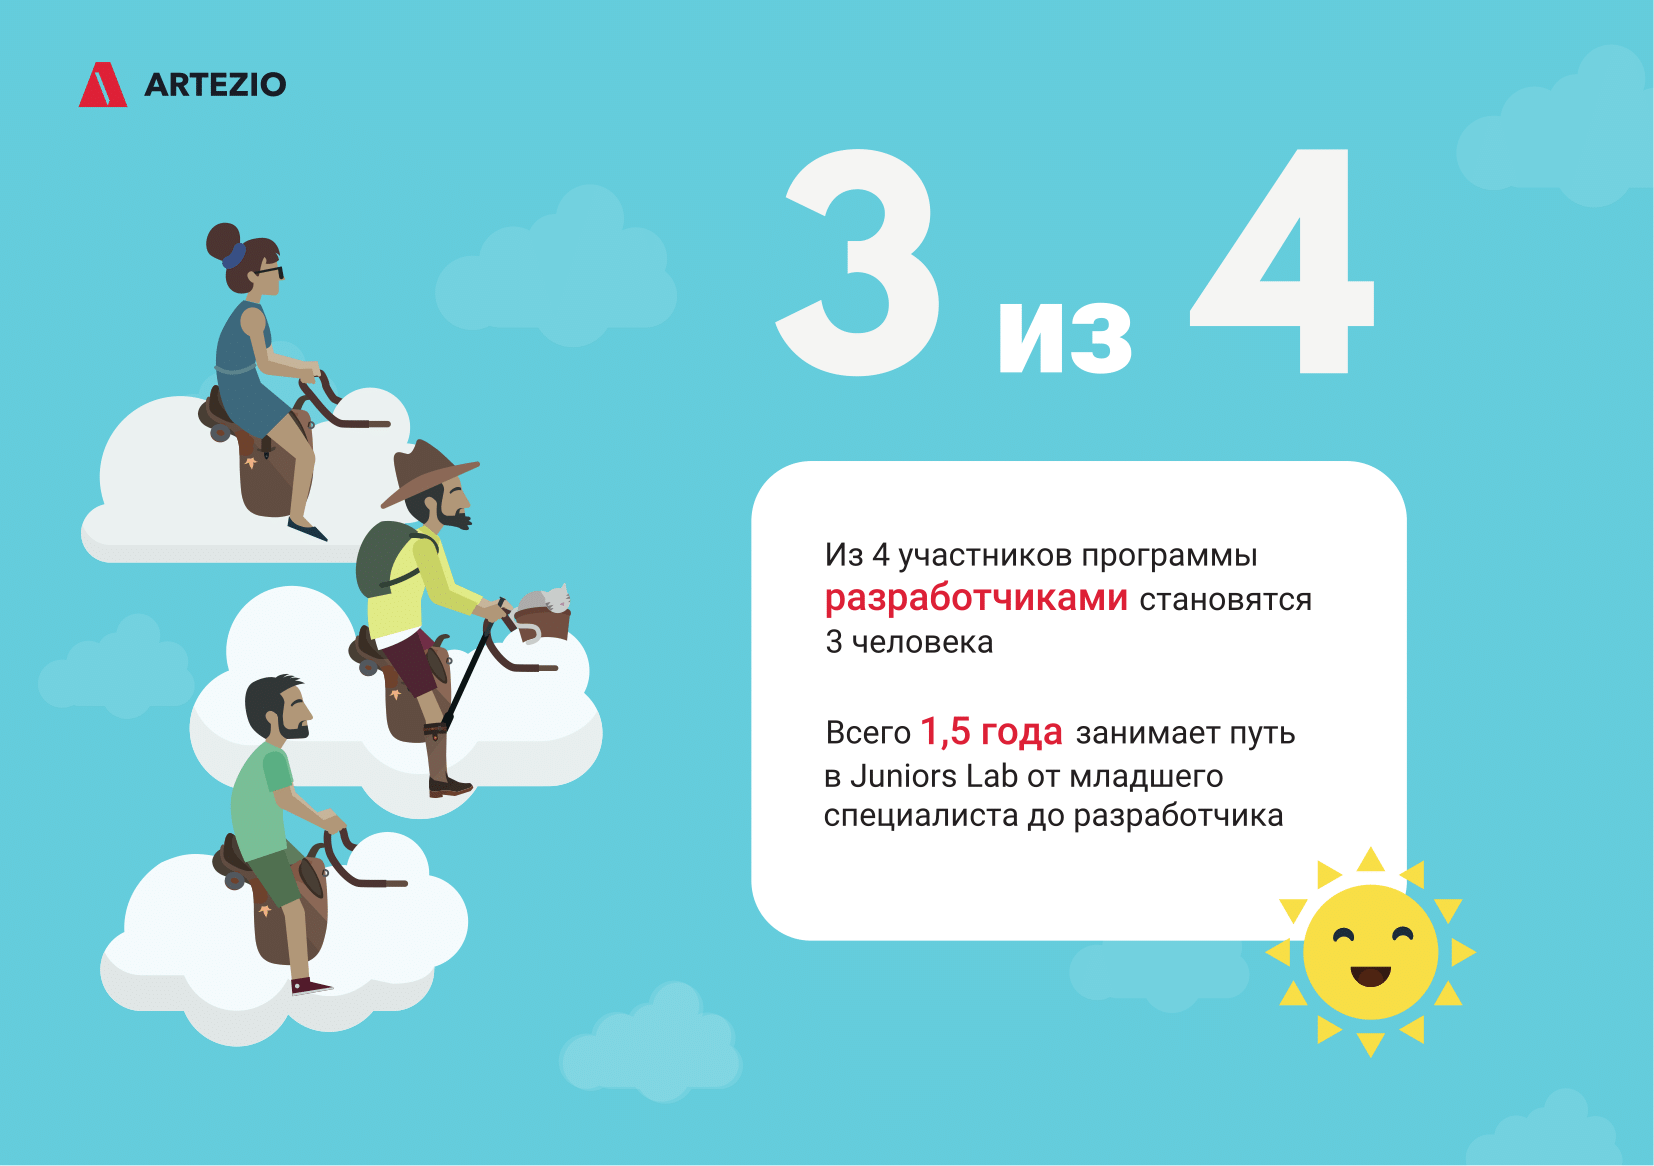 ARTEZIO
3 из 4
Из 4 участников программы
разработчиками становятся
3 человека
Всего 1,5 года занимает путь
в Juniors Lab от младшего
специалиста до разработчика